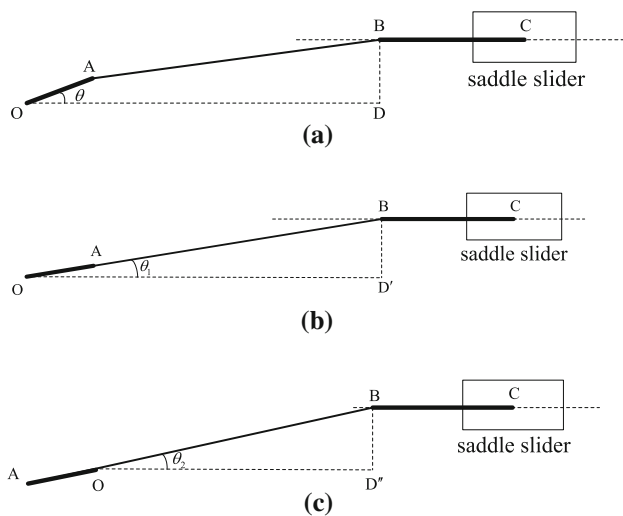 B C
A
saddle slider
O θ D
(a)
B C
A
saddle slider
θ1
O D′
(b)
B C
saddle slider
A θ2
O D″
(c)